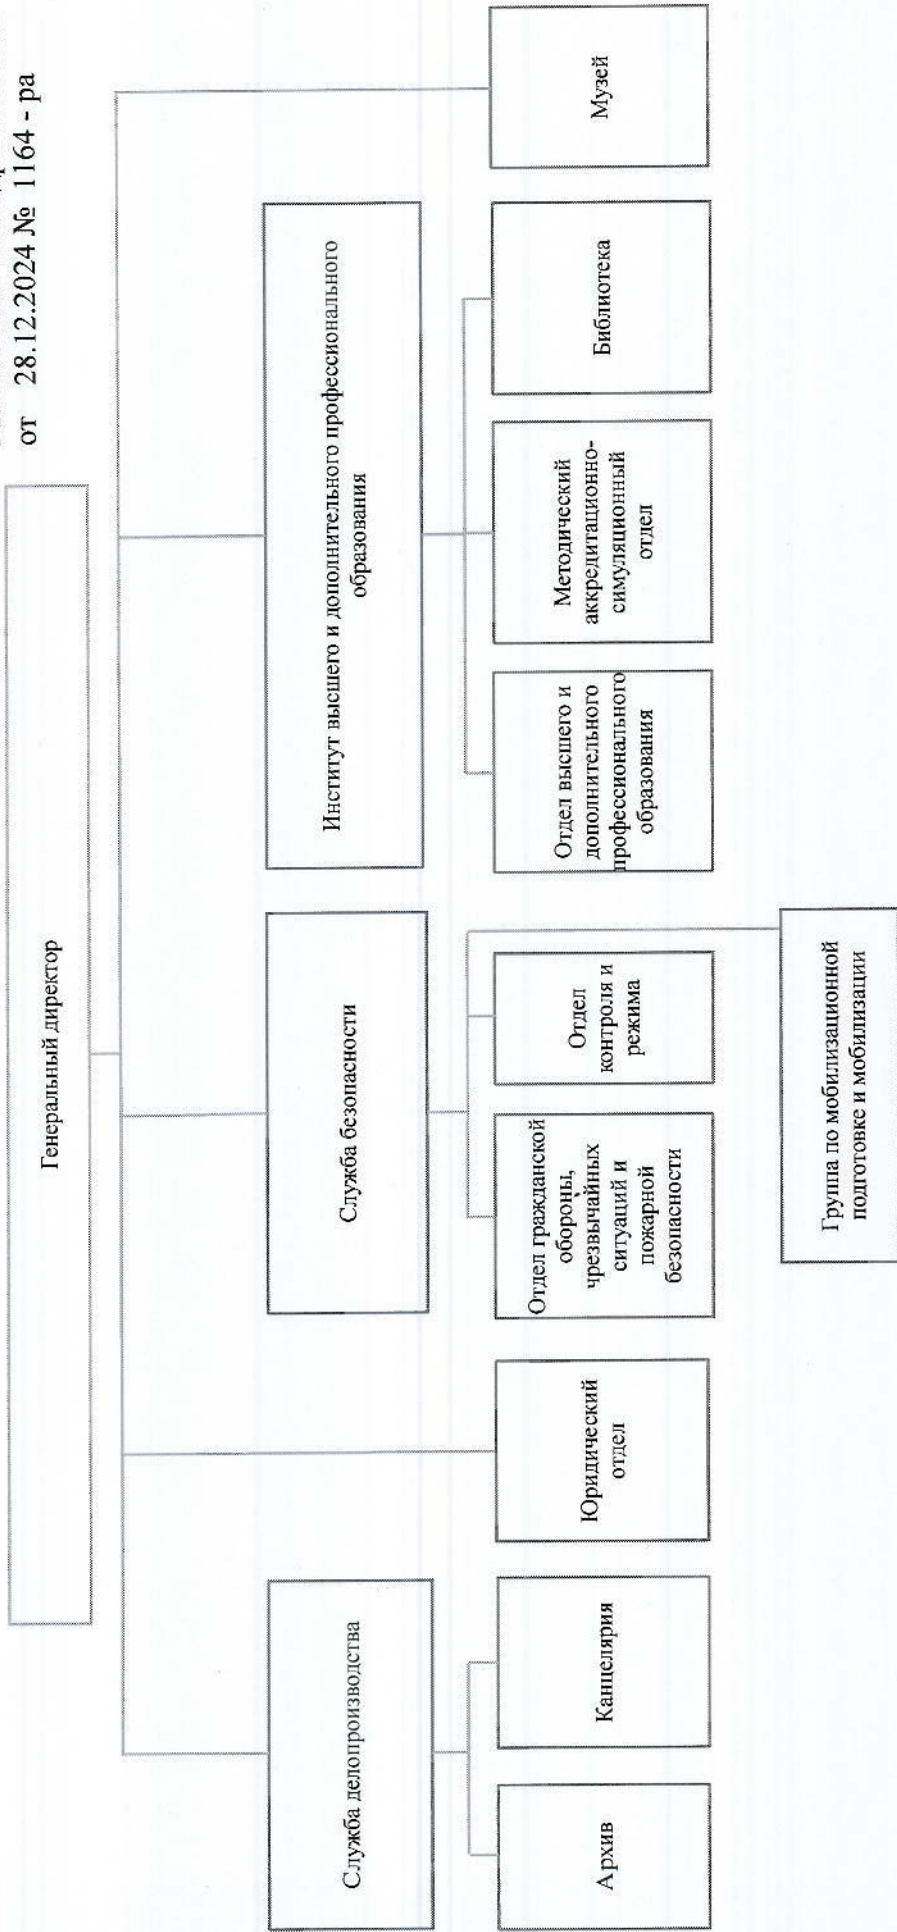 от 28.12.2024 № 1164 - ра
Генеральный директор
Служба делопроизводства
Служба безопасности
Институт высшего и дополнительного профессионального
образования
Архив
Канцелярия
Юридический
отдел
Отдел гражданской
обороны,
чрезвычайных
ситуаций и
пожарной
безопасности
Отдел
контроля и
режима
Отдел высшего и
дополнительного
профессионального
образования
Методический
аккредитационно-
симуляционный
отдел
Библиотека
Музей
Группа по мобилизационной
подготовке и мобилизации